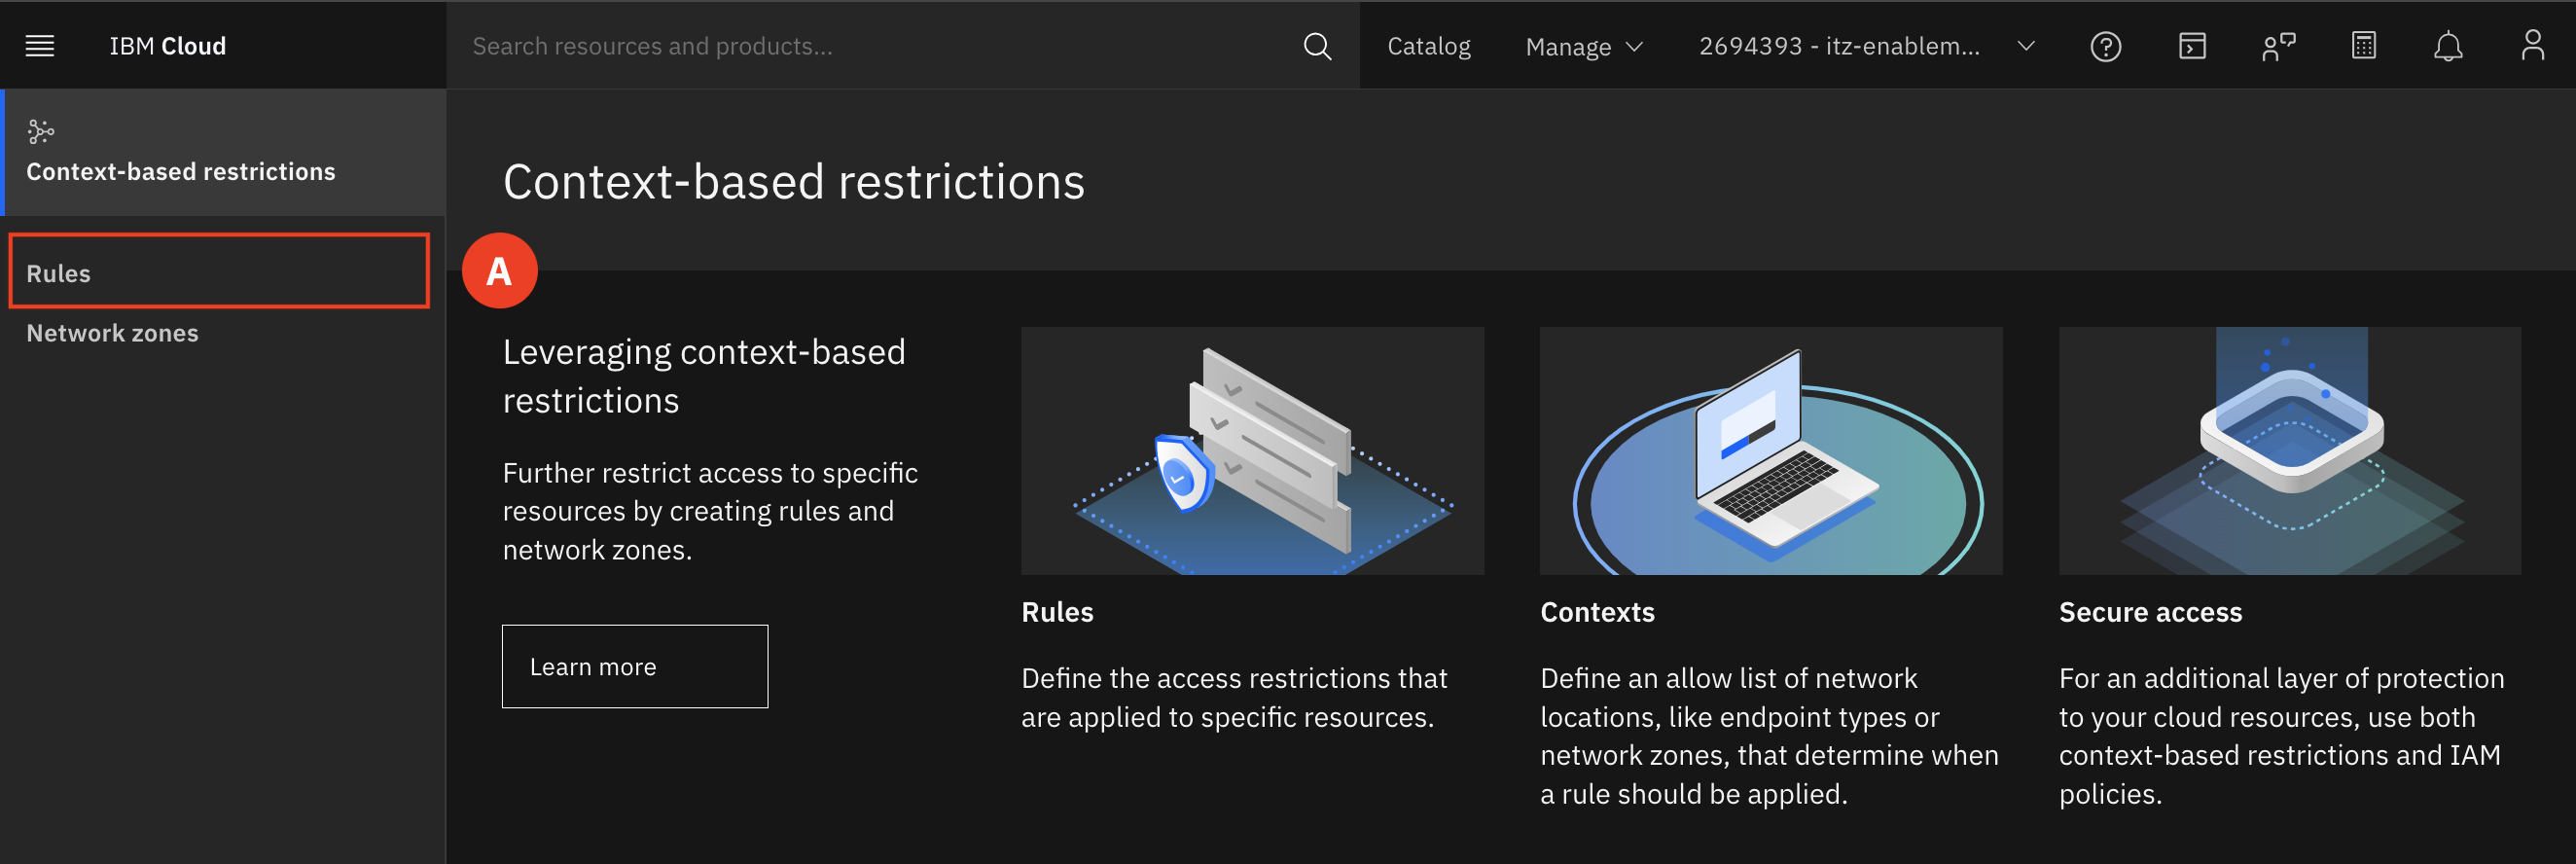 IBM Cloud
Search resources and products...
Catalog
Manage
2694393 - itz-enablem...
Context-based restrictions
Rules
Network zones
Context-based restrictions
A
Leveraging context-based
restrictions
Further restrict access to specific
resources by creating rules and
network zones.
Learn more
Rules
Define the access restrictions that
are applied to specific resources.
Contexts
Define an allow list of network
locations, like endpoint types or
network zones, that determine when
a rule should be applied.
Secure access
For an additional layer of protection
to your cloud resources, use both
context-based restrictions and IAM
policies.